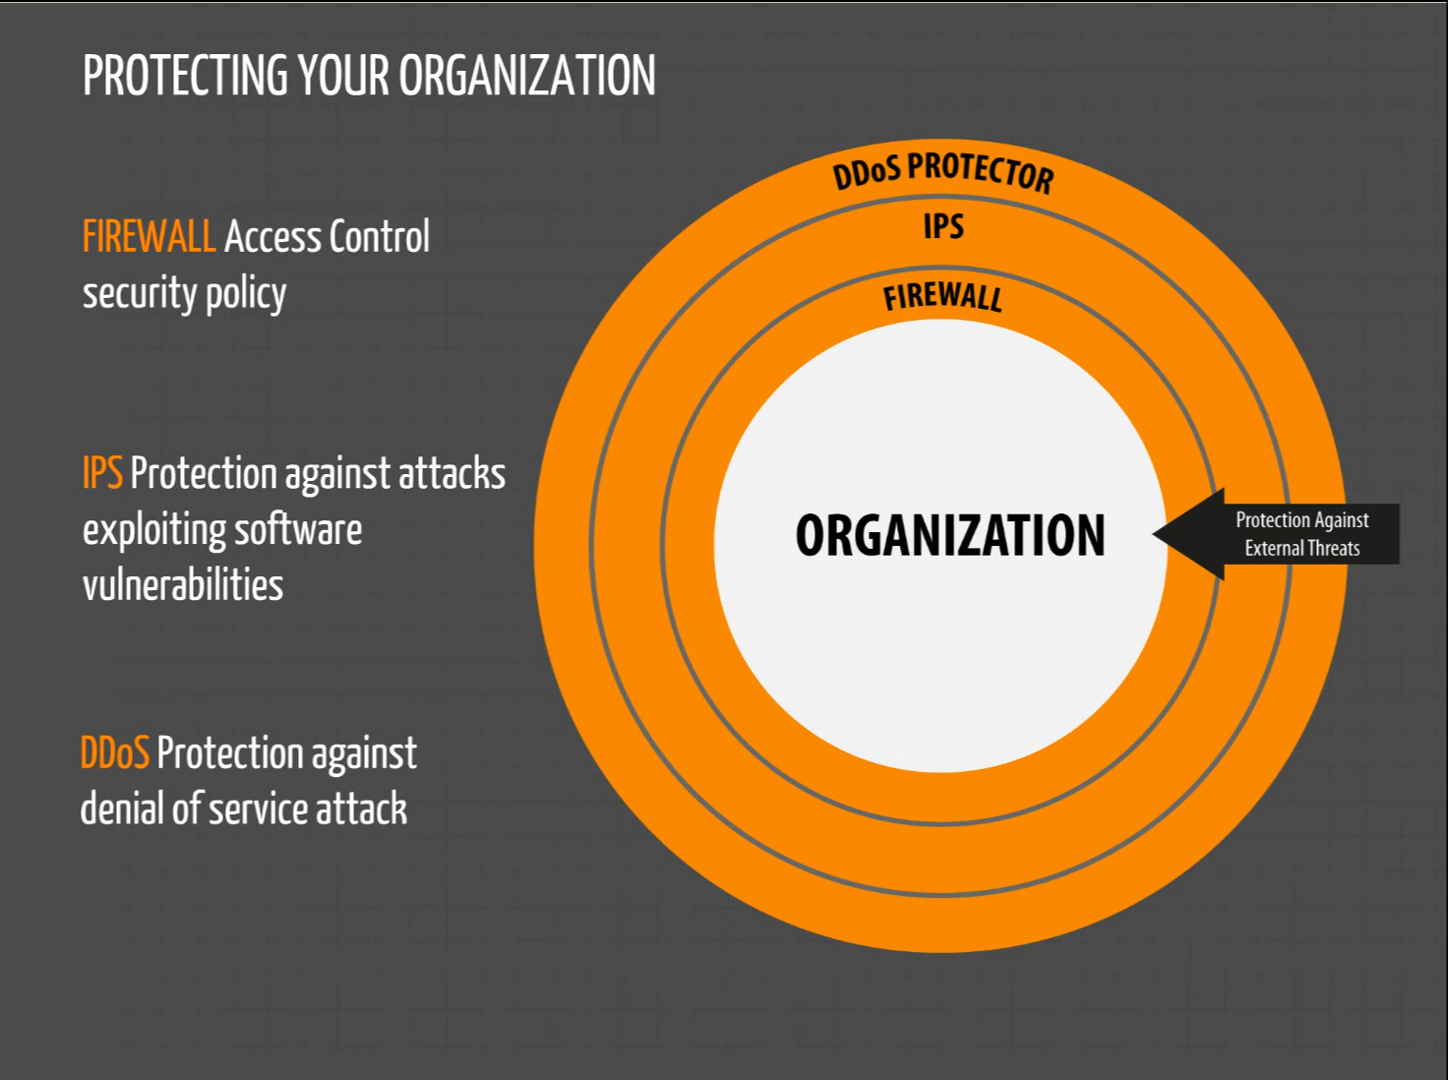 PROTECTING YOUR ORGANIZATION
FIREWALL Access Control
security policy
IPS Protection against attacks
exploiting software
vulnerabilities
DDoS Protection against
denial of service attack
DDoS PROTECTOR
IPS
FIREWALL
ORGANIZATION
Protection Against
External Threats